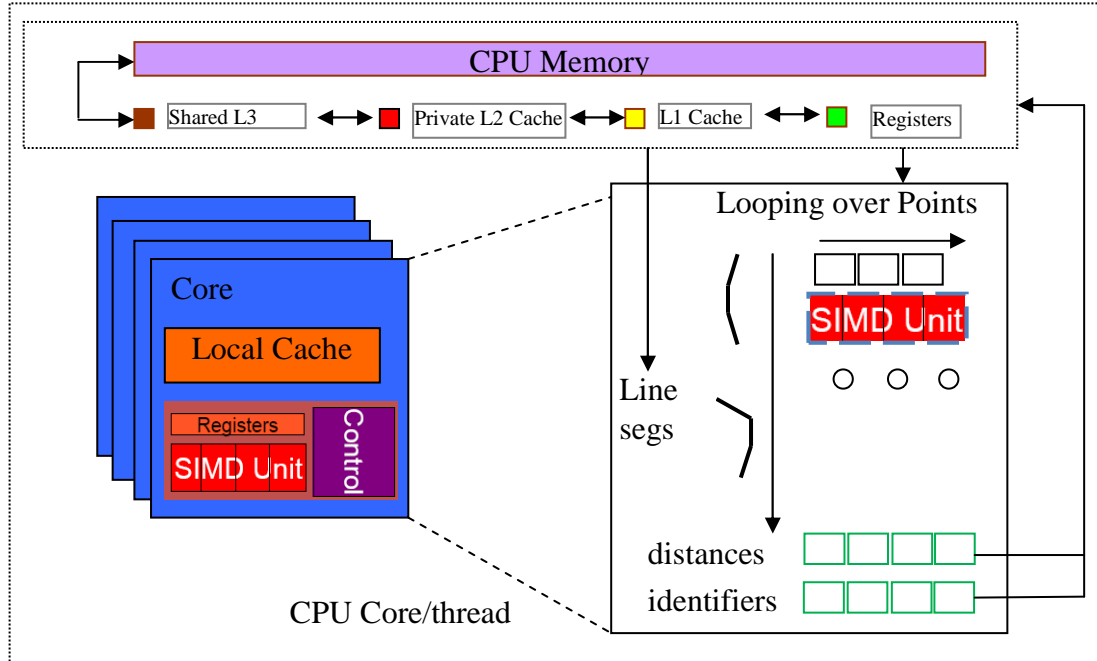 CPU Memory
Shared L3
Private L2 Cache
L1 Cache
Registers
Looping over Points
SIMD Unit
Core
Local Cache
Registers
SIMD Unit
Control
Line
segs
distances
identifiers
CPU Core/thread